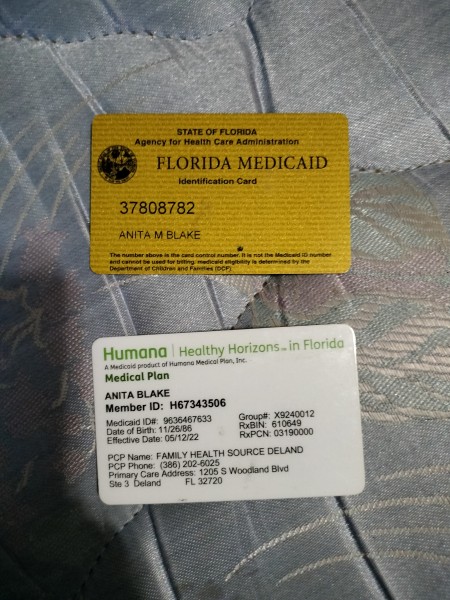 STATE OF FLORIDA
Agency for Health Care Administration
FLORIDA MEDICAID
Identification Card
37808782
ANITA M BLAKE
The number above is the card control number. It is not the Medicaid ID number
and cannot be used for billing. medicaid eligibility is determined by the
Department of Children and Families (DCF)
Humana Healthy Horizons℠ in Florida
A Medicaid product of Humana Medical Plan, Inc.
Medical Plan
ANITA BLAKE
Member ID: H67343506
Medicaid ID#: 9636467633 Group#: X9240012
Date of Birth: 11/26/86 RxBIN: 610649
Effective Date: 05/12/22 RxPCN: 03190000
PCP Name: FAMILY HEALTH SOURCE DELAND
PCP Phone: (386) 202-6025
Primary Care Address: 1205 S Woodland Blvd
Ste 3 Deland FL 32720